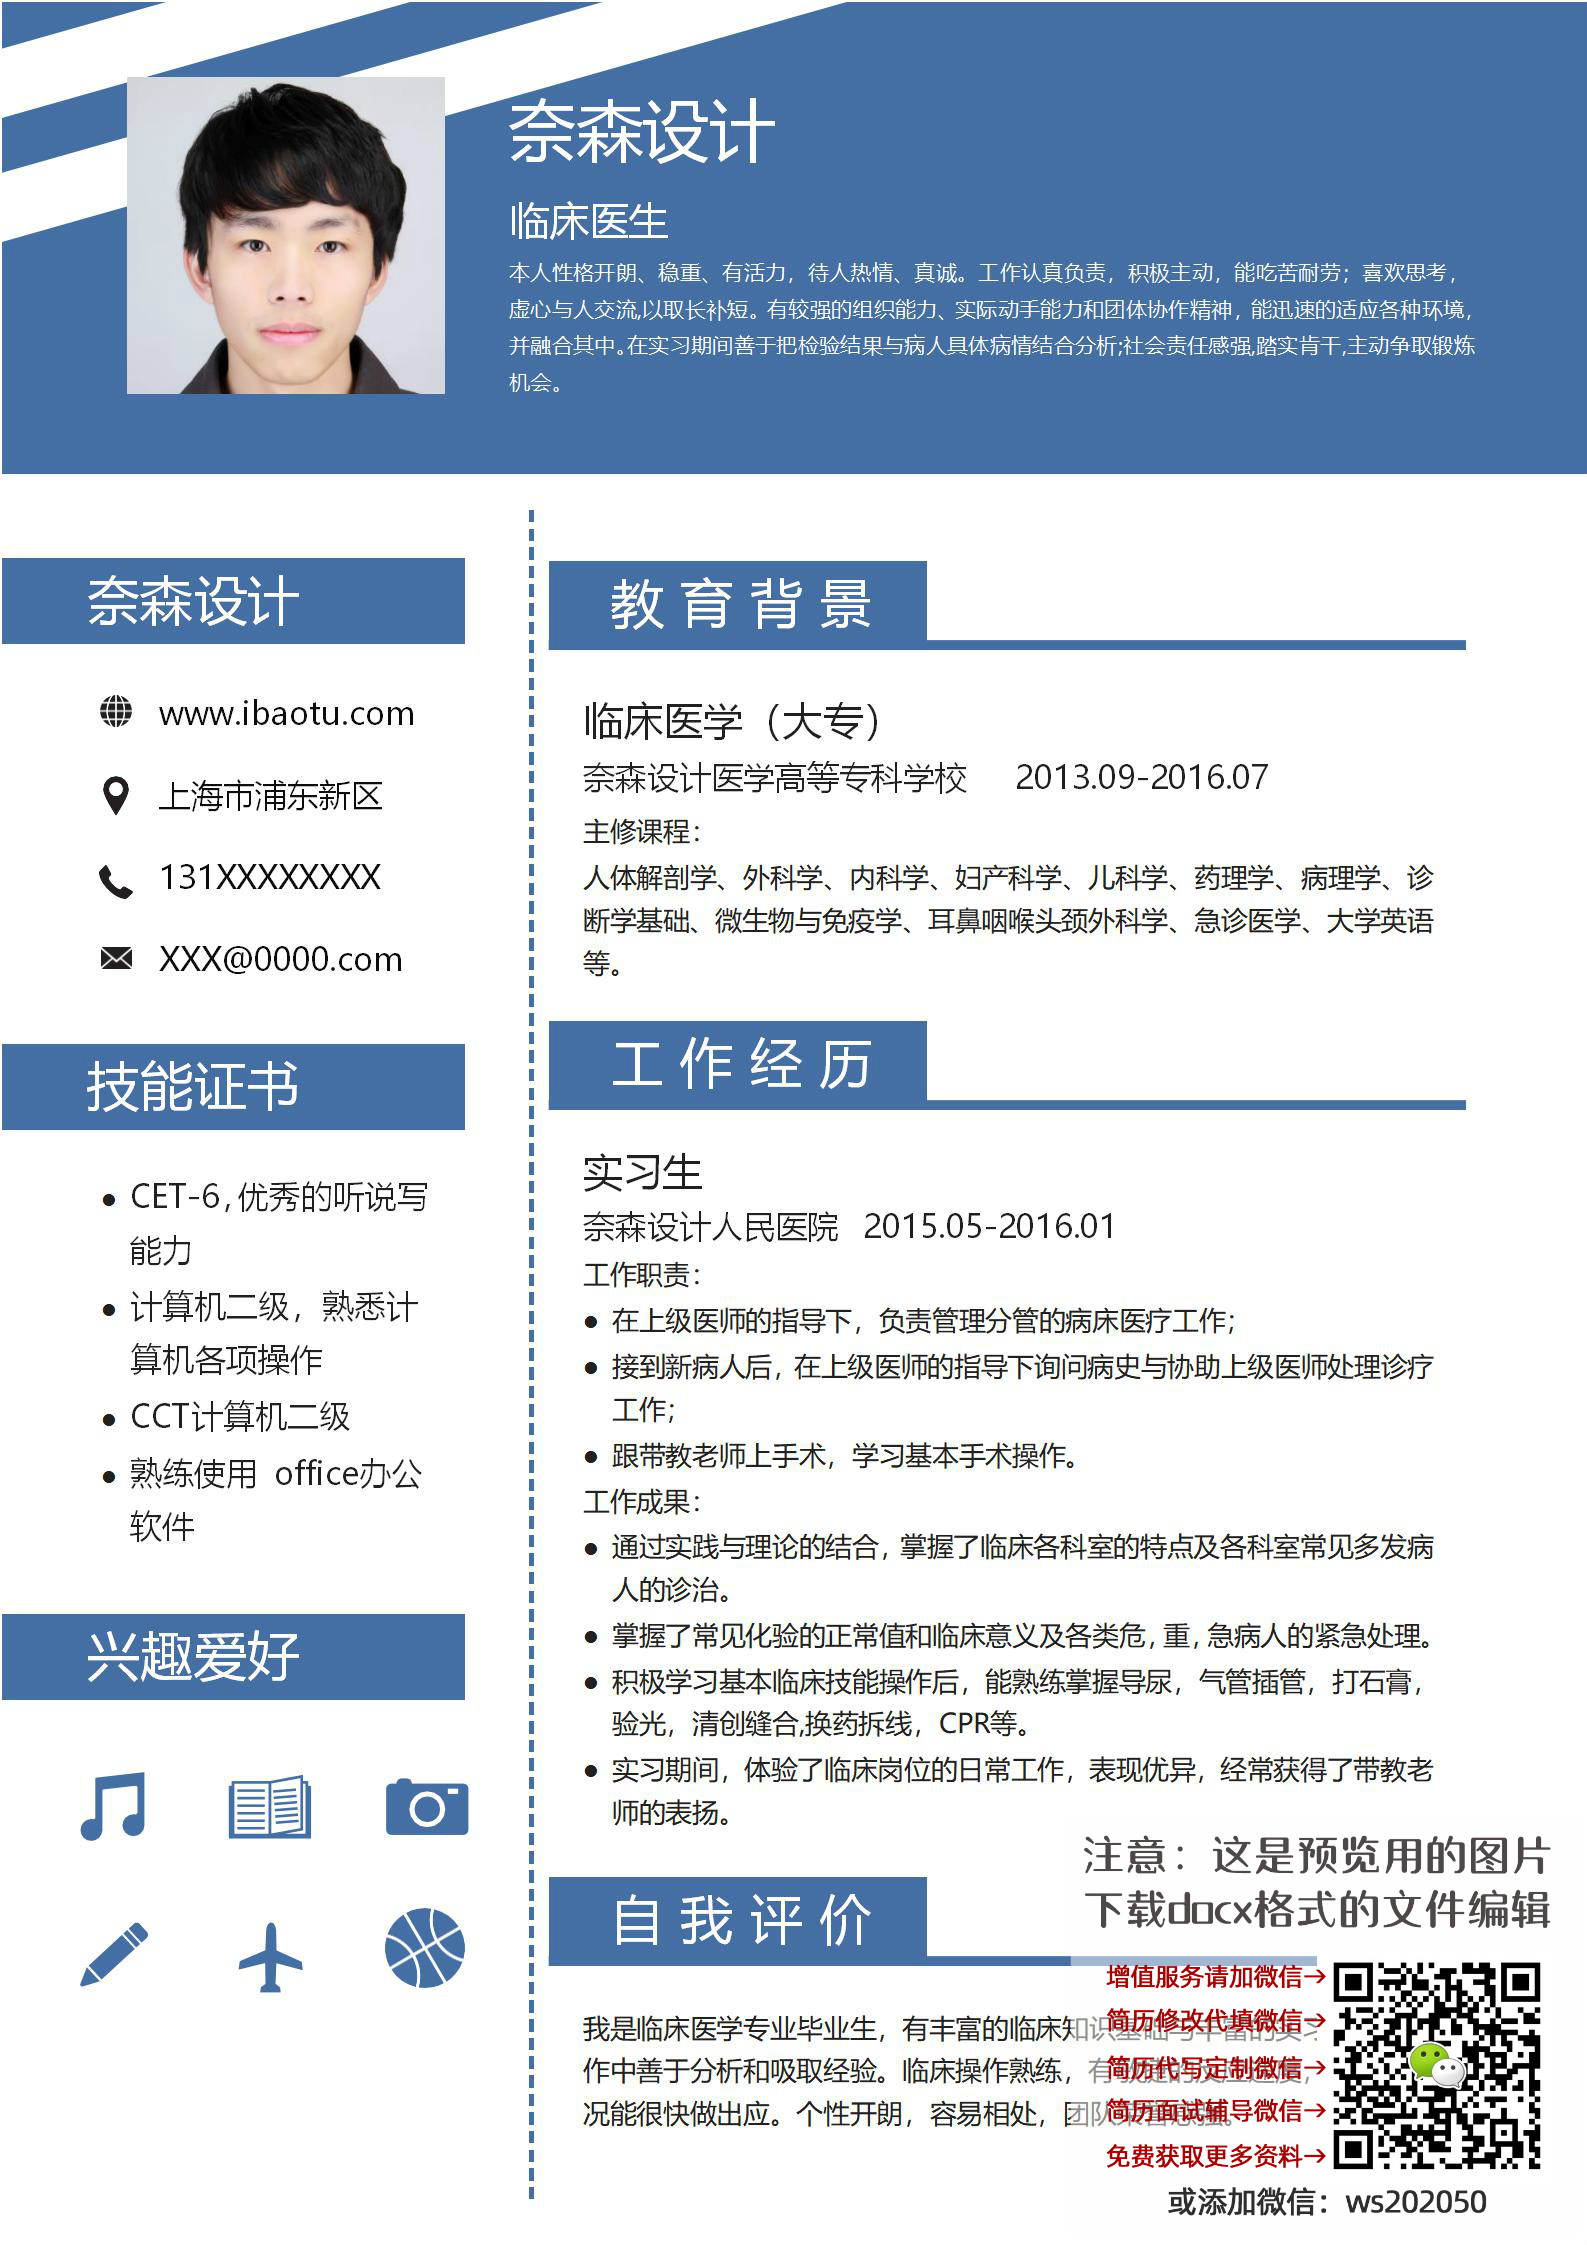 奈森设计
临床医生
本人性格开朗、稳重、有活力，待人热情、真诚。工作认真负责，积极主动，能吃苦耐劳；喜欢思考，
虚心与人交流,以取长补短。有较强的组织能力、实际动手能力和团体协作精神，能迅速的适应各种环境，
并融合其中。在实习期间善于把检验结果与病人具体病情结合分析;社会责任感强,踏实肯干,主动争取锻炼
机会。
奈森设计
www.ibaotu.com
上海市浦东新区
131XXXXXXXX
XXX@0000.com
技能证书
● CET-6，优秀的听说写
能力
● 计算机二级，熟悉计
算机各项操作
● CCT计算机二级
● 熟练使用 office办公
软件
兴趣爱好
教育背景
临床医学（大专）
奈森设计医学高等专科学校 2013.09-2016.07
主修课程：
人体解剖学、外科学、内科学、妇产科学、儿科学、药理学、病理学、诊
断学基础、微生物与免疫学、耳鼻咽喉头颈外科学、急诊医学、大学英语
等。
工作经历
实习生
奈森设计人民医院 2015.05-2016.01
工作职责：
● 在上级医师的指导下，负责管理分管的病床医疗工作；
● 接到新病人后，在上级医师的指导下询问病史与协助上级医师处理诊疗
工作；
● 跟带教老师上手术，学习基本手术操作。
工作成果：
● 通过实践与理论的结合，掌握了临床各科室的特点及各科室常见多发病
人的诊治。
● 掌握了常见化验的正常值和临床意义及各类危，重，急病人的紧急处理。
● 积极学习基本临床技能操作后，能熟练掌握导尿，气管插管，打石膏，
验光，清创缝合,换药拆线，CPR等。
● 实习期间，体验了临床岗位的日常工作，表现优异，经常获得了带教老
师的表扬。
自我评价
我是临床医学专业毕业生，有丰富的临床知识基础与丰富的实习
作中善于分析和吸取经验。临床操作熟练，有敏捷的反应速度，
况能很快做出应。个性开朗，容易相处，团队荣誉感强。
注意：这是预览用的图片
下载docx格式的文件编辑
增值服务请加微信→
简历修改代填微信→
简历代写定制微信→
简历面试辅导微信→
免费获取更多资料→
或添加微信：ws202050